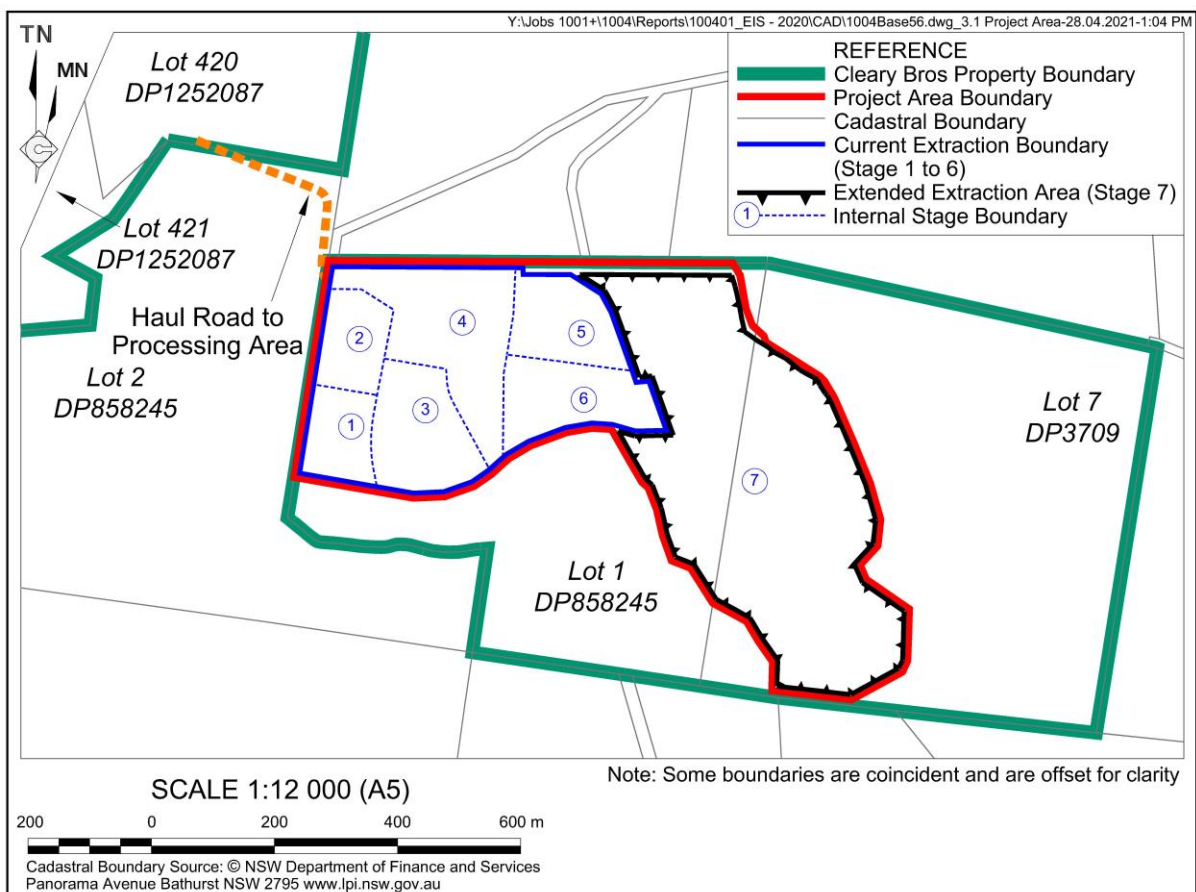 Y:\Jobs 1001+\1004\Reports\100401_EIS - 2020\CAD\1004Base56.dwg_3.1 Project Area-28.04.2021-1:04 PM
TN
MN
Lot 420
DP1252087
REFERENCE
Cleary Bros Property Boundary
Project Area Boundary
Cadastral Boundary
Current Extraction Boundary
(Stage 1 to 6)
Extended Extraction Area (Stage 7)
1 Internal Stage Boundary
Lot 421
DP1252087
Haul Road to
Processing Area
Lot 2
DP858245
2
4
5
1
3
6
7
Lot 7
DP3709
Lot 1
DP858245
Note: Some boundaries are coincident and are offset for clarity
SCALE 1:12 000 (A5)
200 0 200 400 600 m
Cadastral Boundary Source: © NSW Department of Finance and Services
Panorama Avenue Bathurst NSW 2795 www.lpi.nsw.gov.au